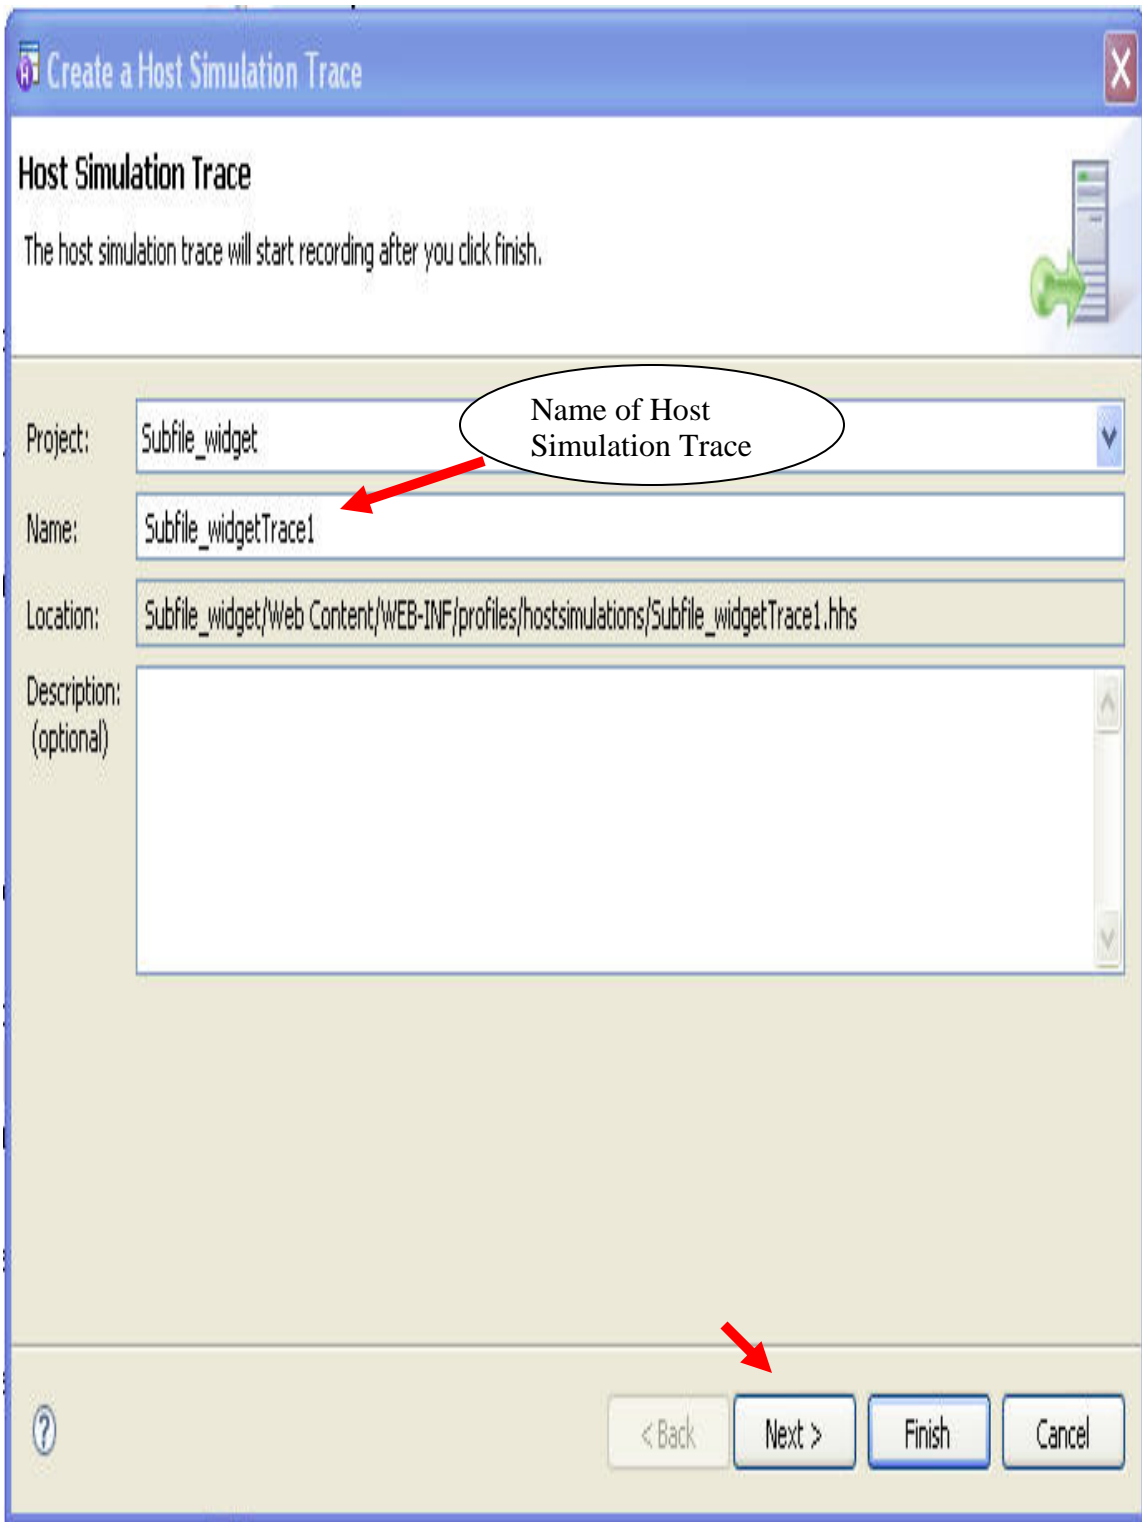 Create a Host Simulation Trace
Host Simulation Trace
The host simulation trace will start recording after you click finish.
Name of Host
Simulation Trace
Project: Subfile_widget
Name: Subfile_widgetTrace1
Location: Subfile_widget/Web Content/WEB-INF/profiles/hostsimulations/Subfile_widgetTrace1.hhs
Description:
(optional)
< Back Next > Finish Cancel